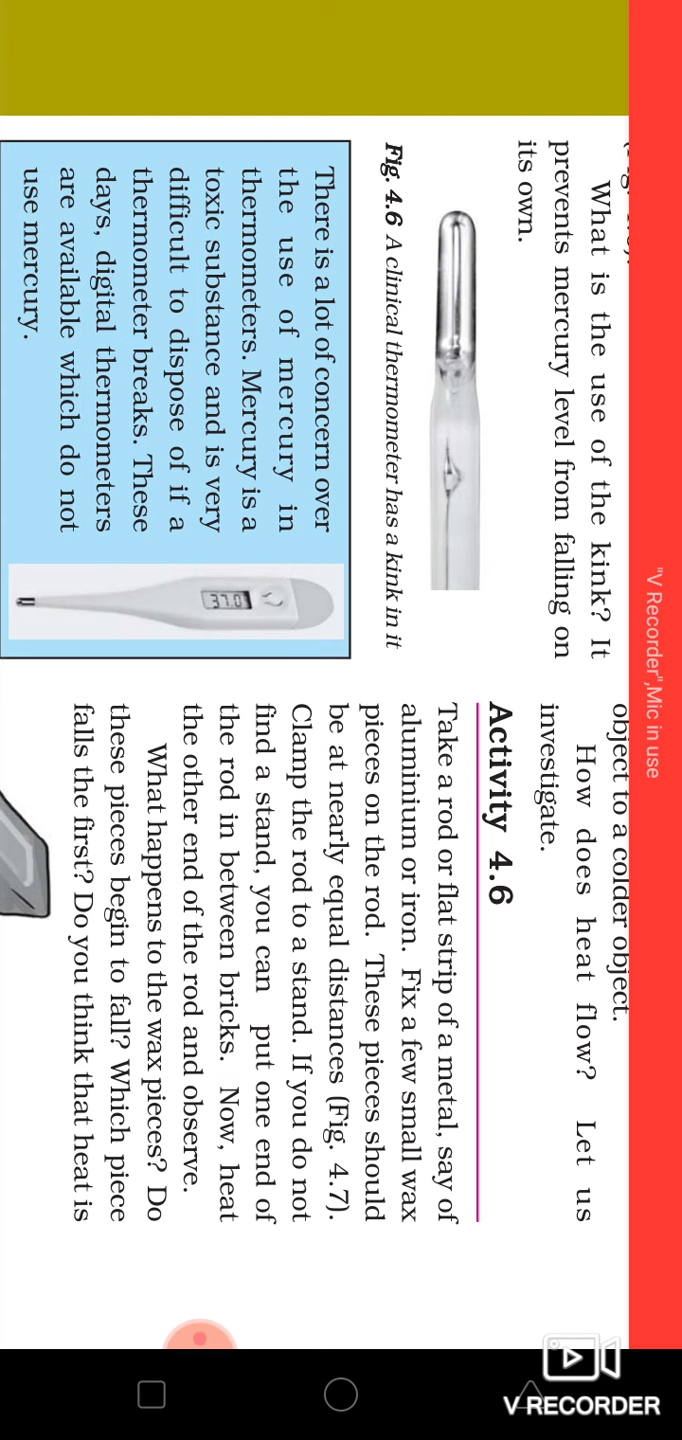 "V Recorder",Mic in use
What is the use of the kink? It
prevents mercury level from falling on
its own.
Fig. 4.6 A clinical thermometer has a kink in it
There is a lot of concern over
the use of mercury in
thermometers. Mercury is a
toxic substance and is very
difficult to dispose of if a
thermometer breaks. These
days, digital thermometers
are available which do not
use mercury.
37.0
object to a colder object.
How does heat flow? Let us
investigate.
Activity 4.6
Take a rod or flat strip of a metal, say of
aluminium or iron. Fix a few small wax
pieces on the rod. These pieces should
be at nearly equal distances (Fig. 4.7).
Clamp the rod to a stand. If you do not
find a stand, you can put one end of
the rod in between bricks. Now, heat
the other end of the rod and observe.
What happens to the wax pieces? Do
these pieces begin to fall? Which piece
falls the first? Do you think that heat is
V RECORDER